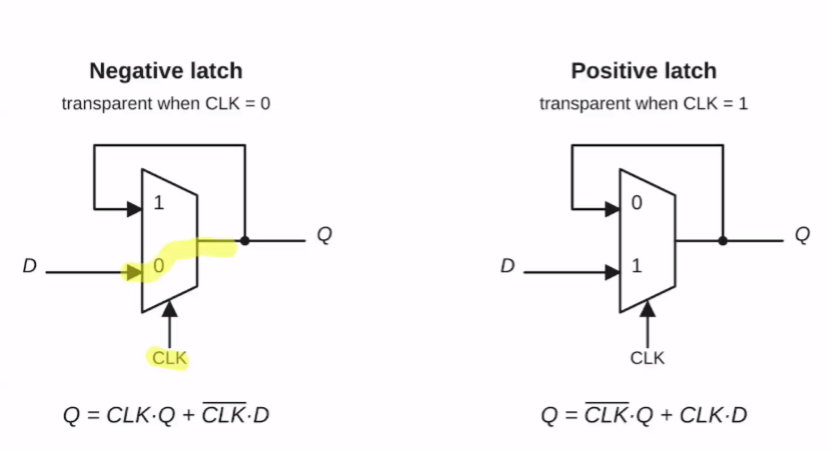 Negative latch
transparent when CLK = 0
1
Q
D
0
CLK
Q = CLK·Q + C̅L̅K̅·D
Positive latch
transparent when CLK = 1
0
Q
D
1
CLK
Q = C̅L̅K̅·Q + CLK·D